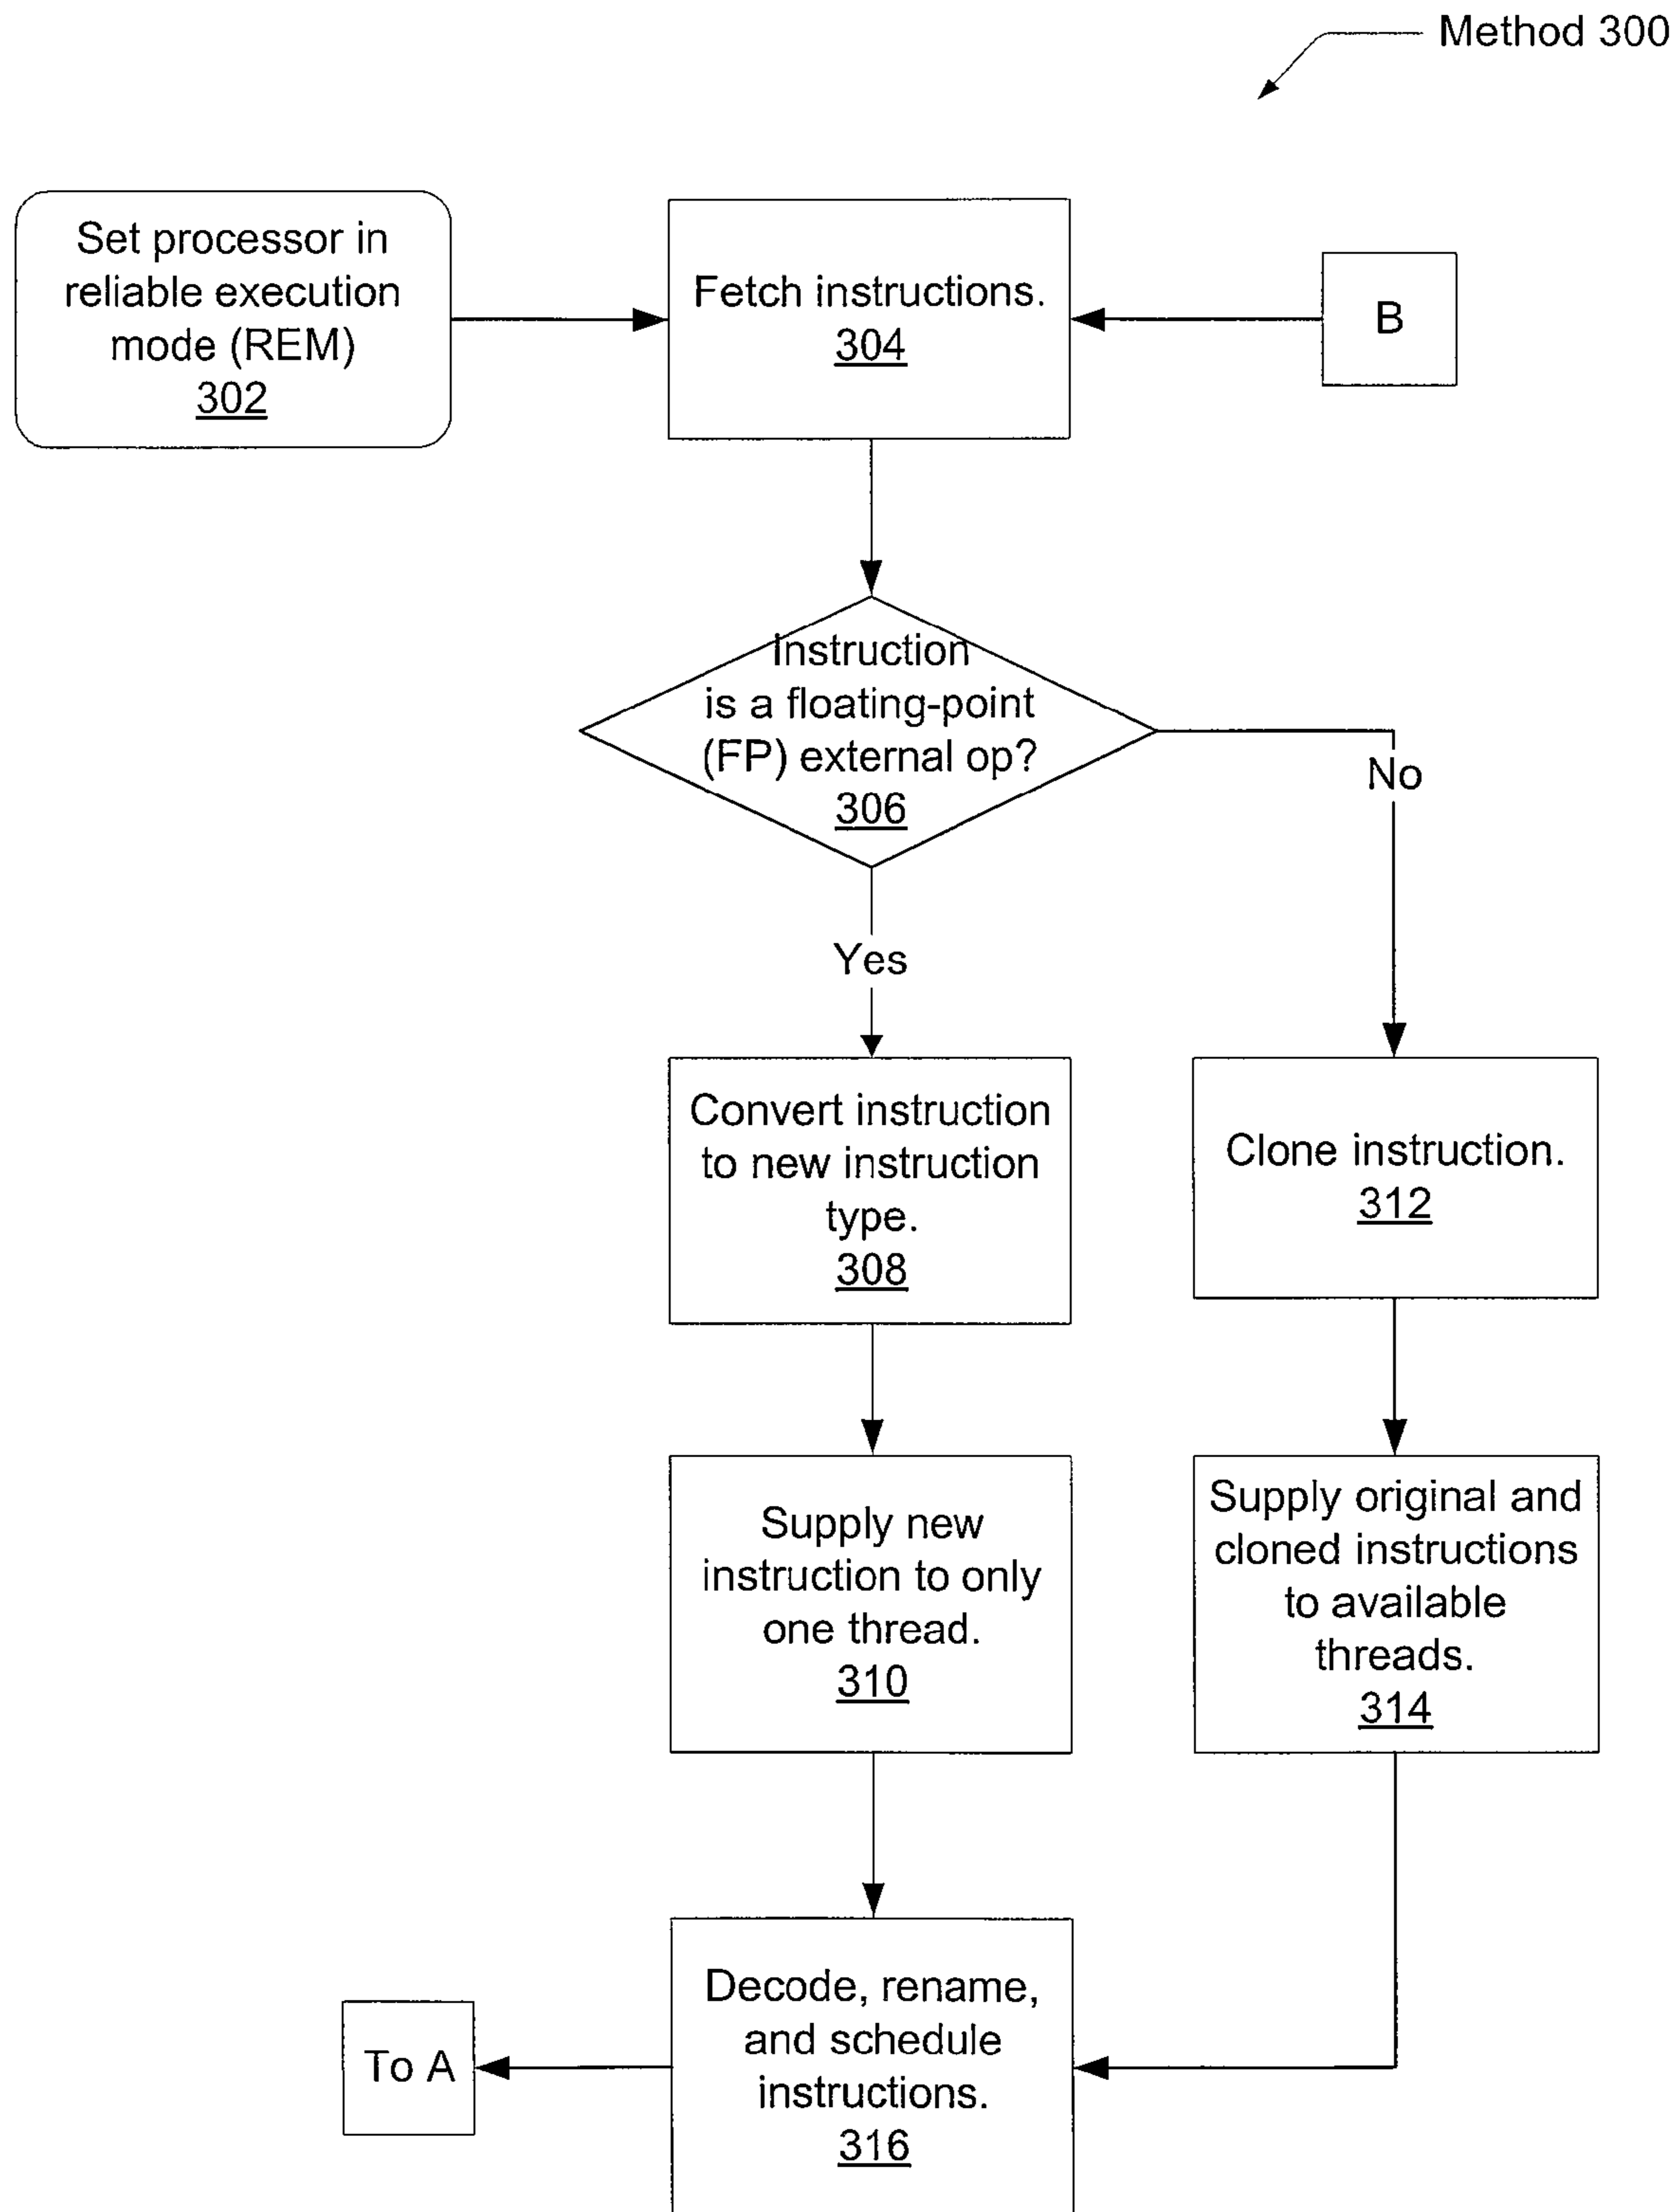 Method 300
Set processor in
reliable execution
mode (REM)
302
Fetch instructions.
304
B
Instruction
is a floating-point
(FP) external op?
306
No
Yes
Convert instruction
to new instruction
type.
308
Clone instruction.
312
Supply new
instruction to only
one thread.
310
Supply original and
cloned instructions
to available
threads.
314
Decode, rename,
and schedule
instructions.
316
To A